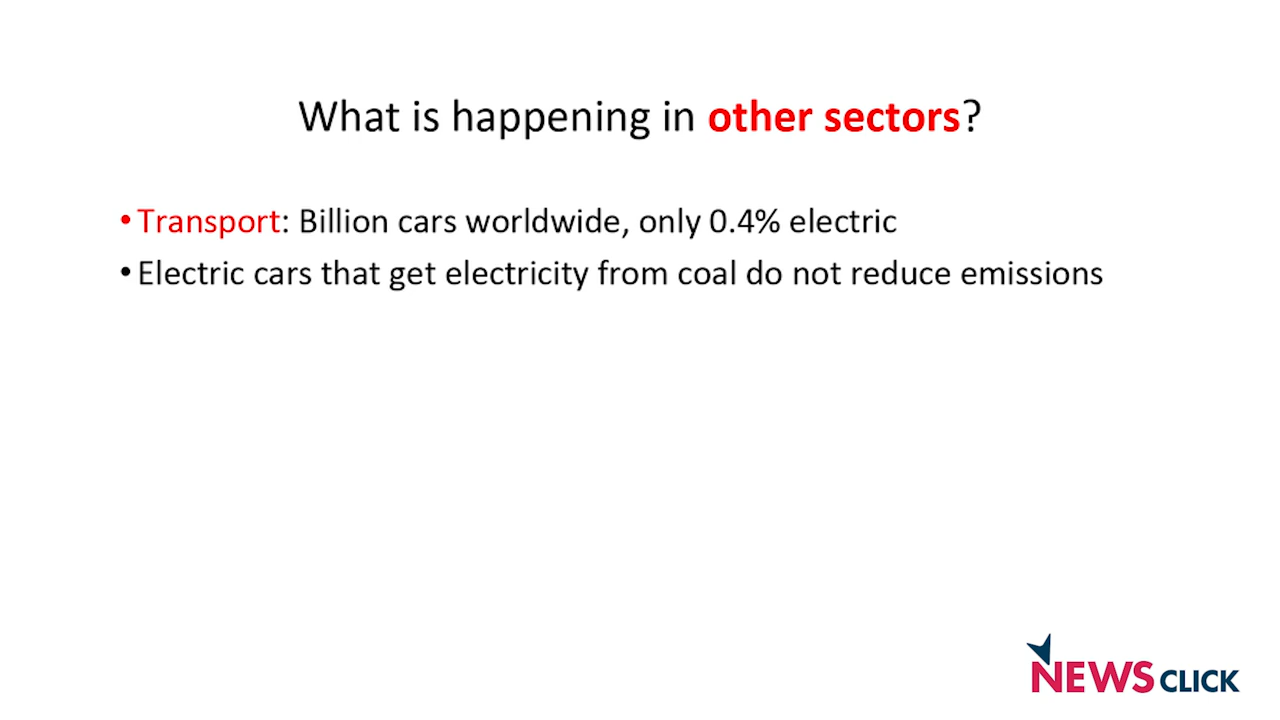 What is happening in other sectors?
•Transport: Billion cars worldwide, only 0.4% electric
•Electric cars that get electricity from coal do not reduce emissions
NEWS CLICK